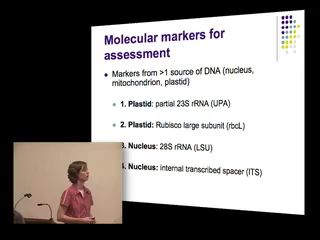 Molecular markers for
assessment
Markers from >1 source of DNA (nucleus,
mitochondrion, plastid)
1. Plastid: partial 23S rRNA (UPA)
2. Plastid: Rubisco large subunit (rbcL)
3. Nucleus: 28S rRNA (LSU)
4. Nucleus: internal transcribed spacer (ITS)